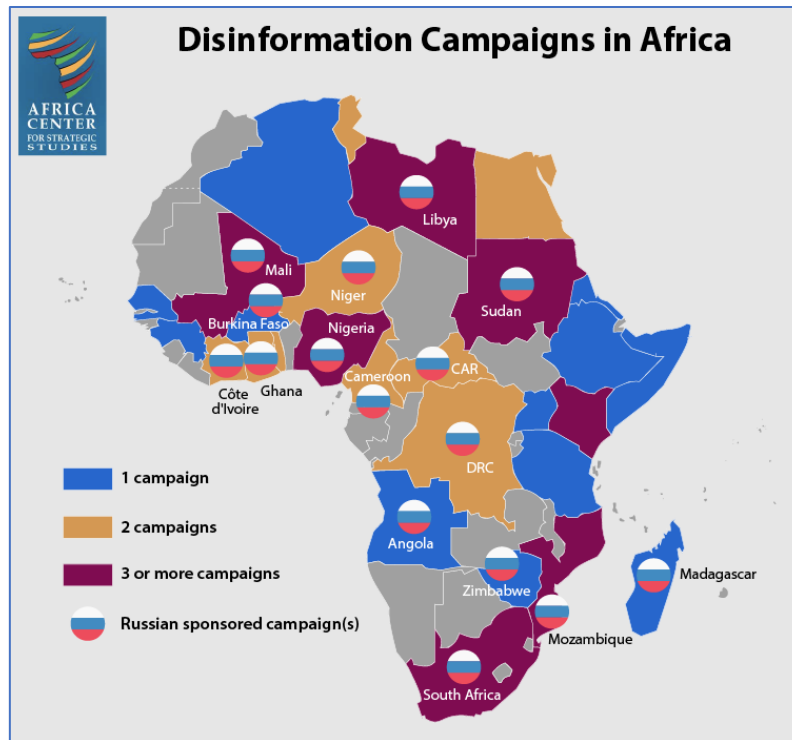 AFRICA
CENTER
FOR STRATEGIC
STUDIES
Disinformation Campaigns in Africa
Libya
Mali
Niger
Sudan
Burkina Faso
Nigeria
Cameroon
CAR
Côte
d'Ivoire
Ghana
DRC
Angola
Zimbabwe
Madagascar
Mozambique
South Africa
1 campaign
2 campaigns
3 or more campaigns
Russian sponsored campaign(s)